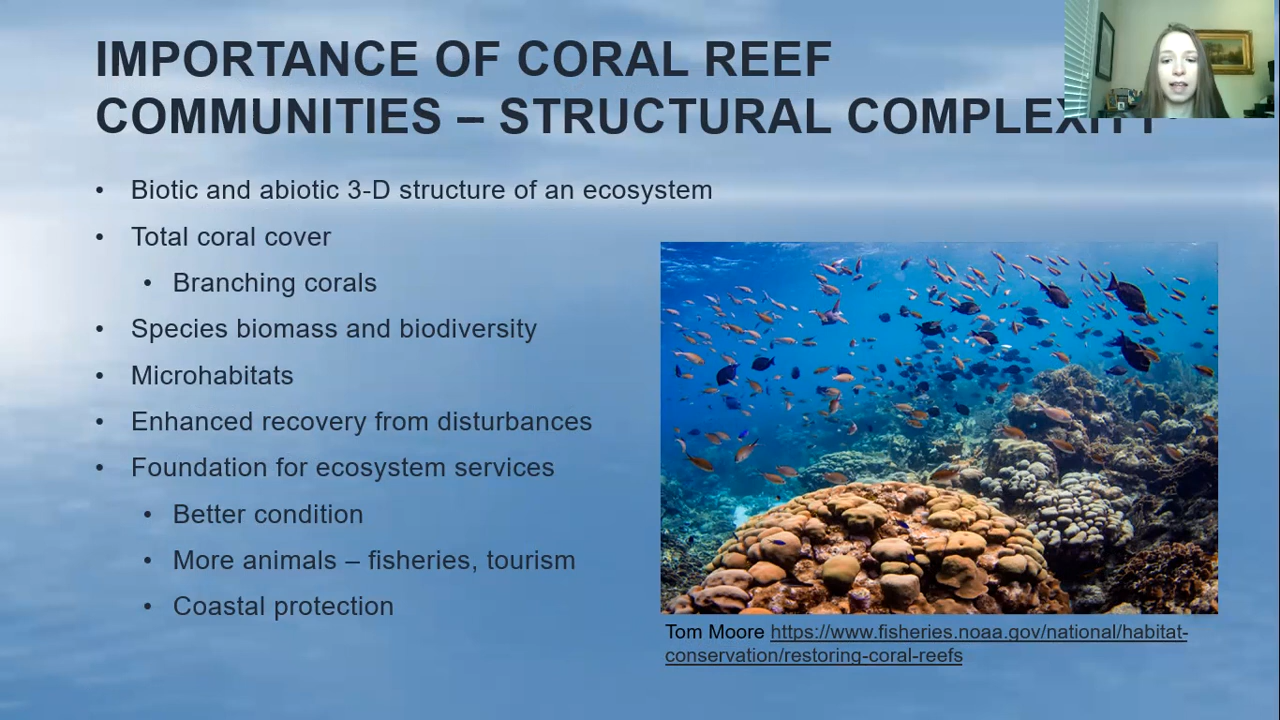 IMPORTANCE OF CORAL REEF
COMMUNITIES – STRUCTURAL COMPLEXITY
• Biotic and abiotic 3-D structure of an ecosystem
• Total coral cover
• Branching corals
• Species biomass and biodiversity
• Microhabitats
• Enhanced recovery from disturbances
• Foundation for ecosystem services
• Better condition
• More animals – fisheries, tourism
• Coastal protection
Tom Moore https://www.fisheries.noaa.gov/national/habitat-
conservation/restoring-coral-reefs